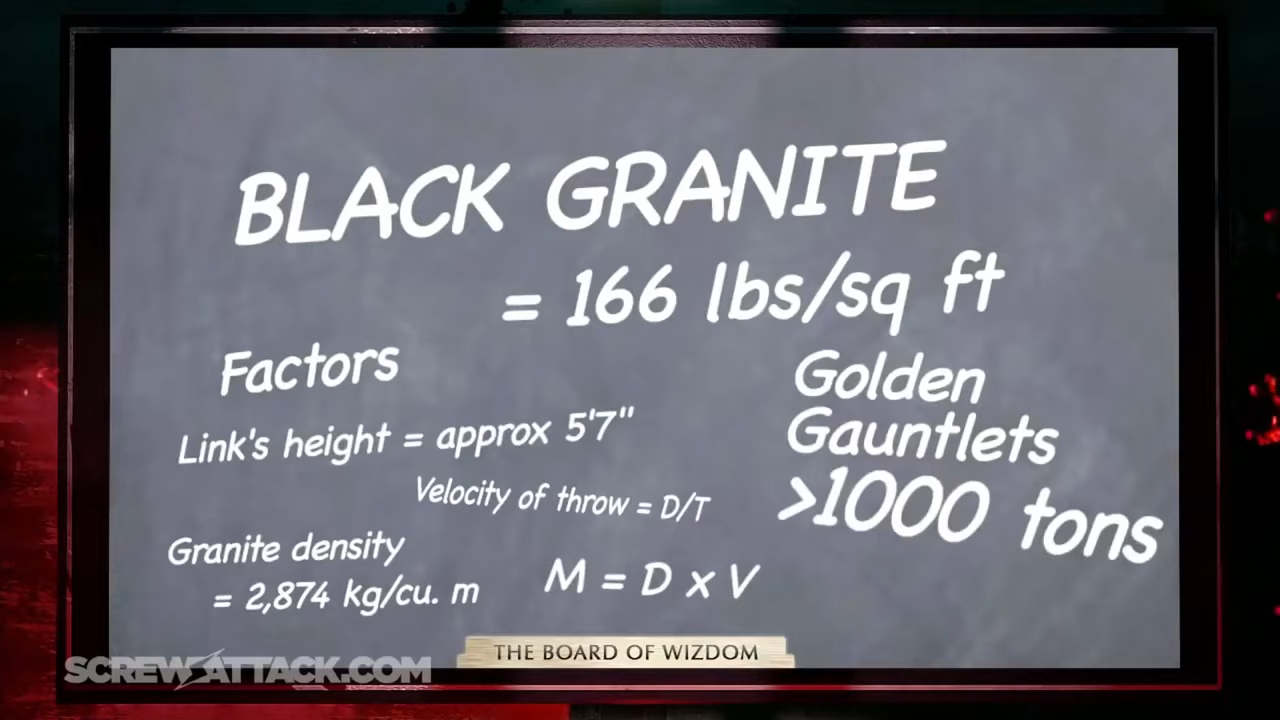 BLACK GRANITE
= 166 lbs/sq ft
Factors
Link's height = approx 5'7"
Velocity of throw = D/T
Granite density
= 2,874 kg/cu. m
M = D x V
Golden
Gauntlets
>1000 tons
THE BOARD OF WIZDOM
SCREWATTACK.COM